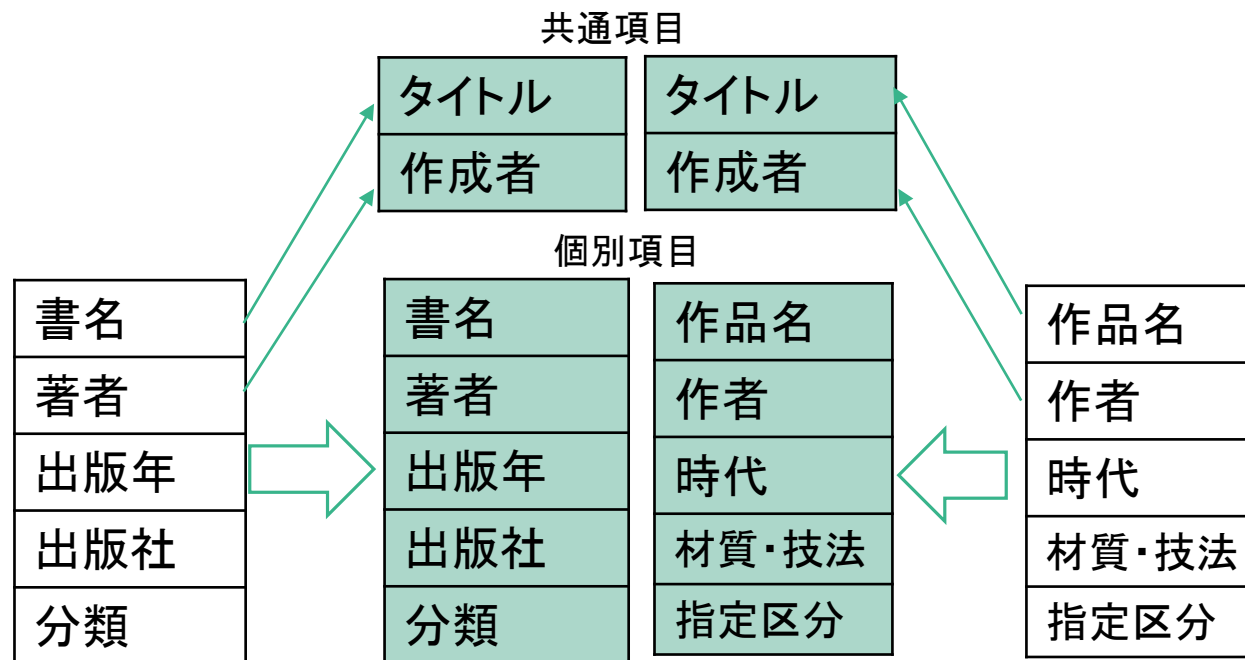 共通項目
タイトル
作成者
タイトル
作成者
個別項目
書名
著者
出版年
出版社
分類
書名
著者
出版年
出版社
分類
作品名
作者
時代
材質・技法
指定区分
作品名
作者
時代
材質・技法
指定区分